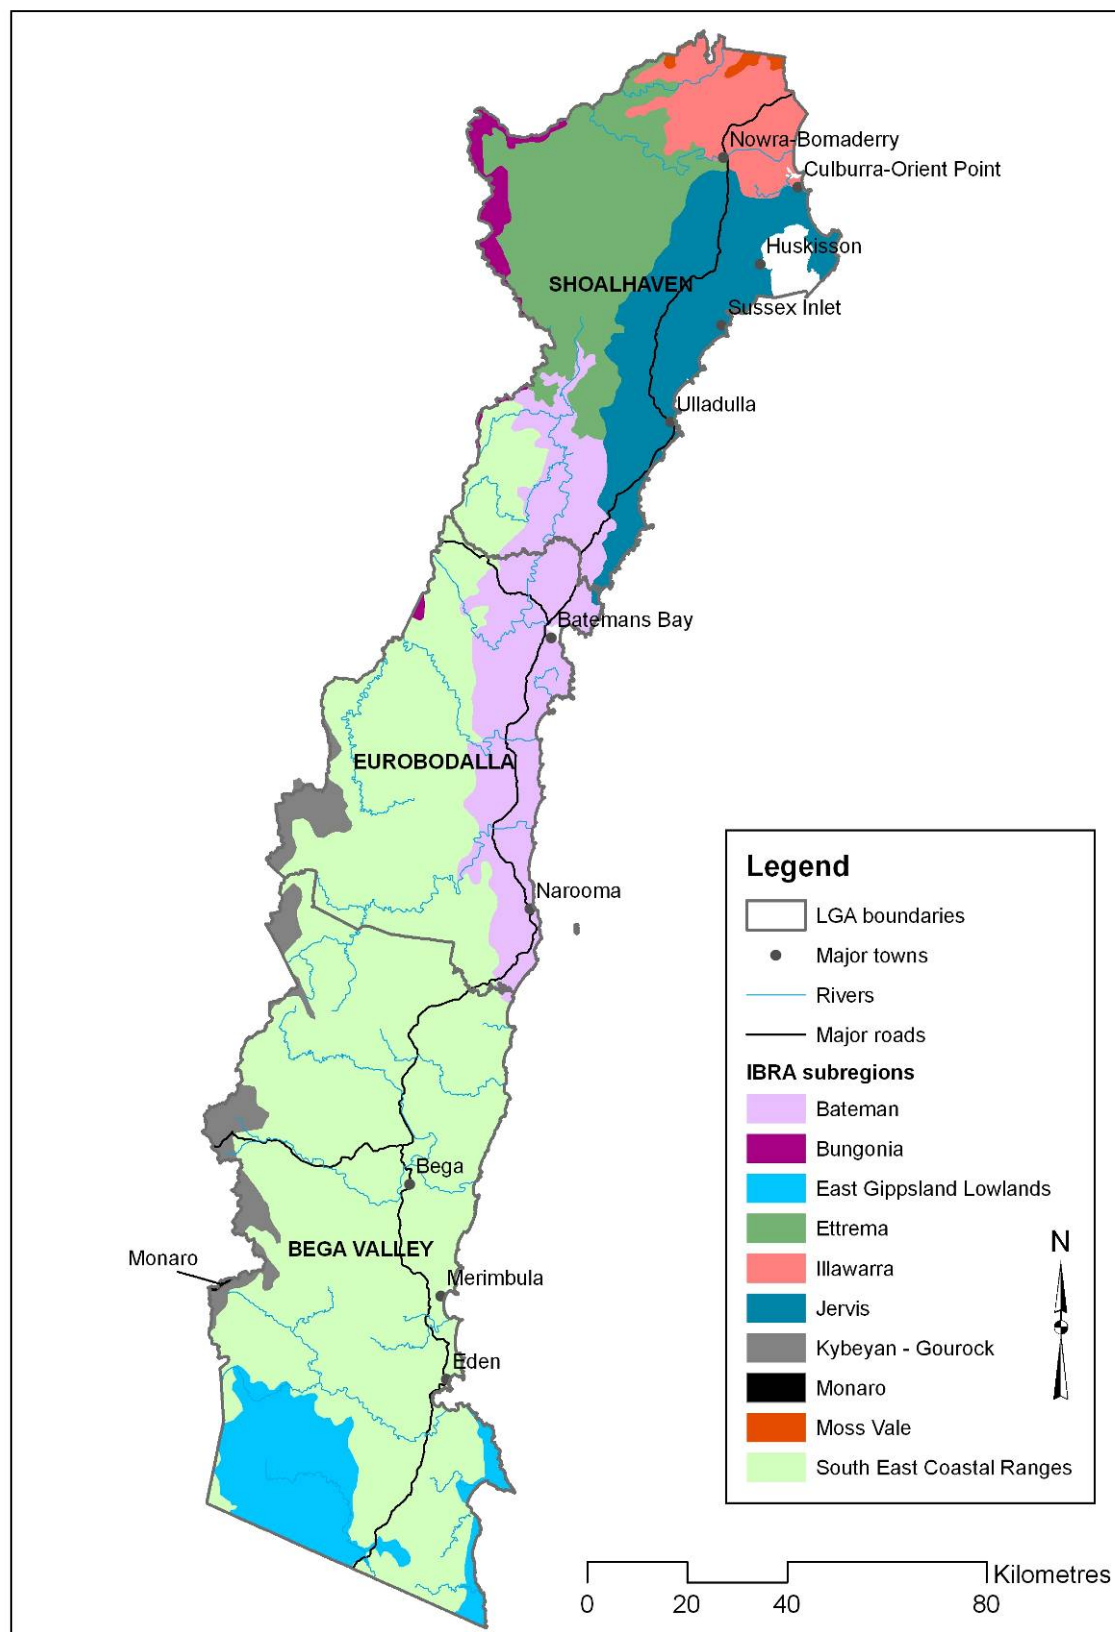 Nowra-Bomaderry
Culburra-Orient Point
Huskisson
SHOALHAVEN
Sussex Inlet
Ulladulla
Batemans Bay
EUROBODALLA
Narooma
Bega
BEGA VALLEY
Monaro
Merimbula
Eden
Legend
LGA boundaries
Major towns
Rivers
Major roads
IBRA subregions
Bateman
Bungonia
East Gippsland Lowlands
Ettrema
Illawarra
Jervis
Kybeyan - Gourock
Monaro
Moss Vale
South East Coastal Ranges
N
Kilometres
0 20 40 80